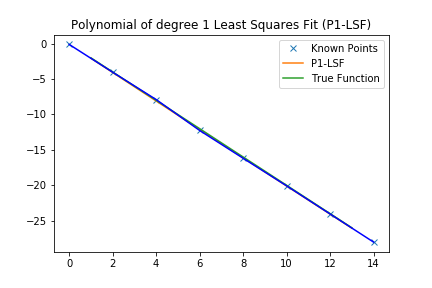 Polynomial of degree 1 Least Squares Fit (P1-LSF)
Known Points
P1-LSF
True Function
0
−5
−10
−15
−20
−25
0 2 4 6 8 10 12 14